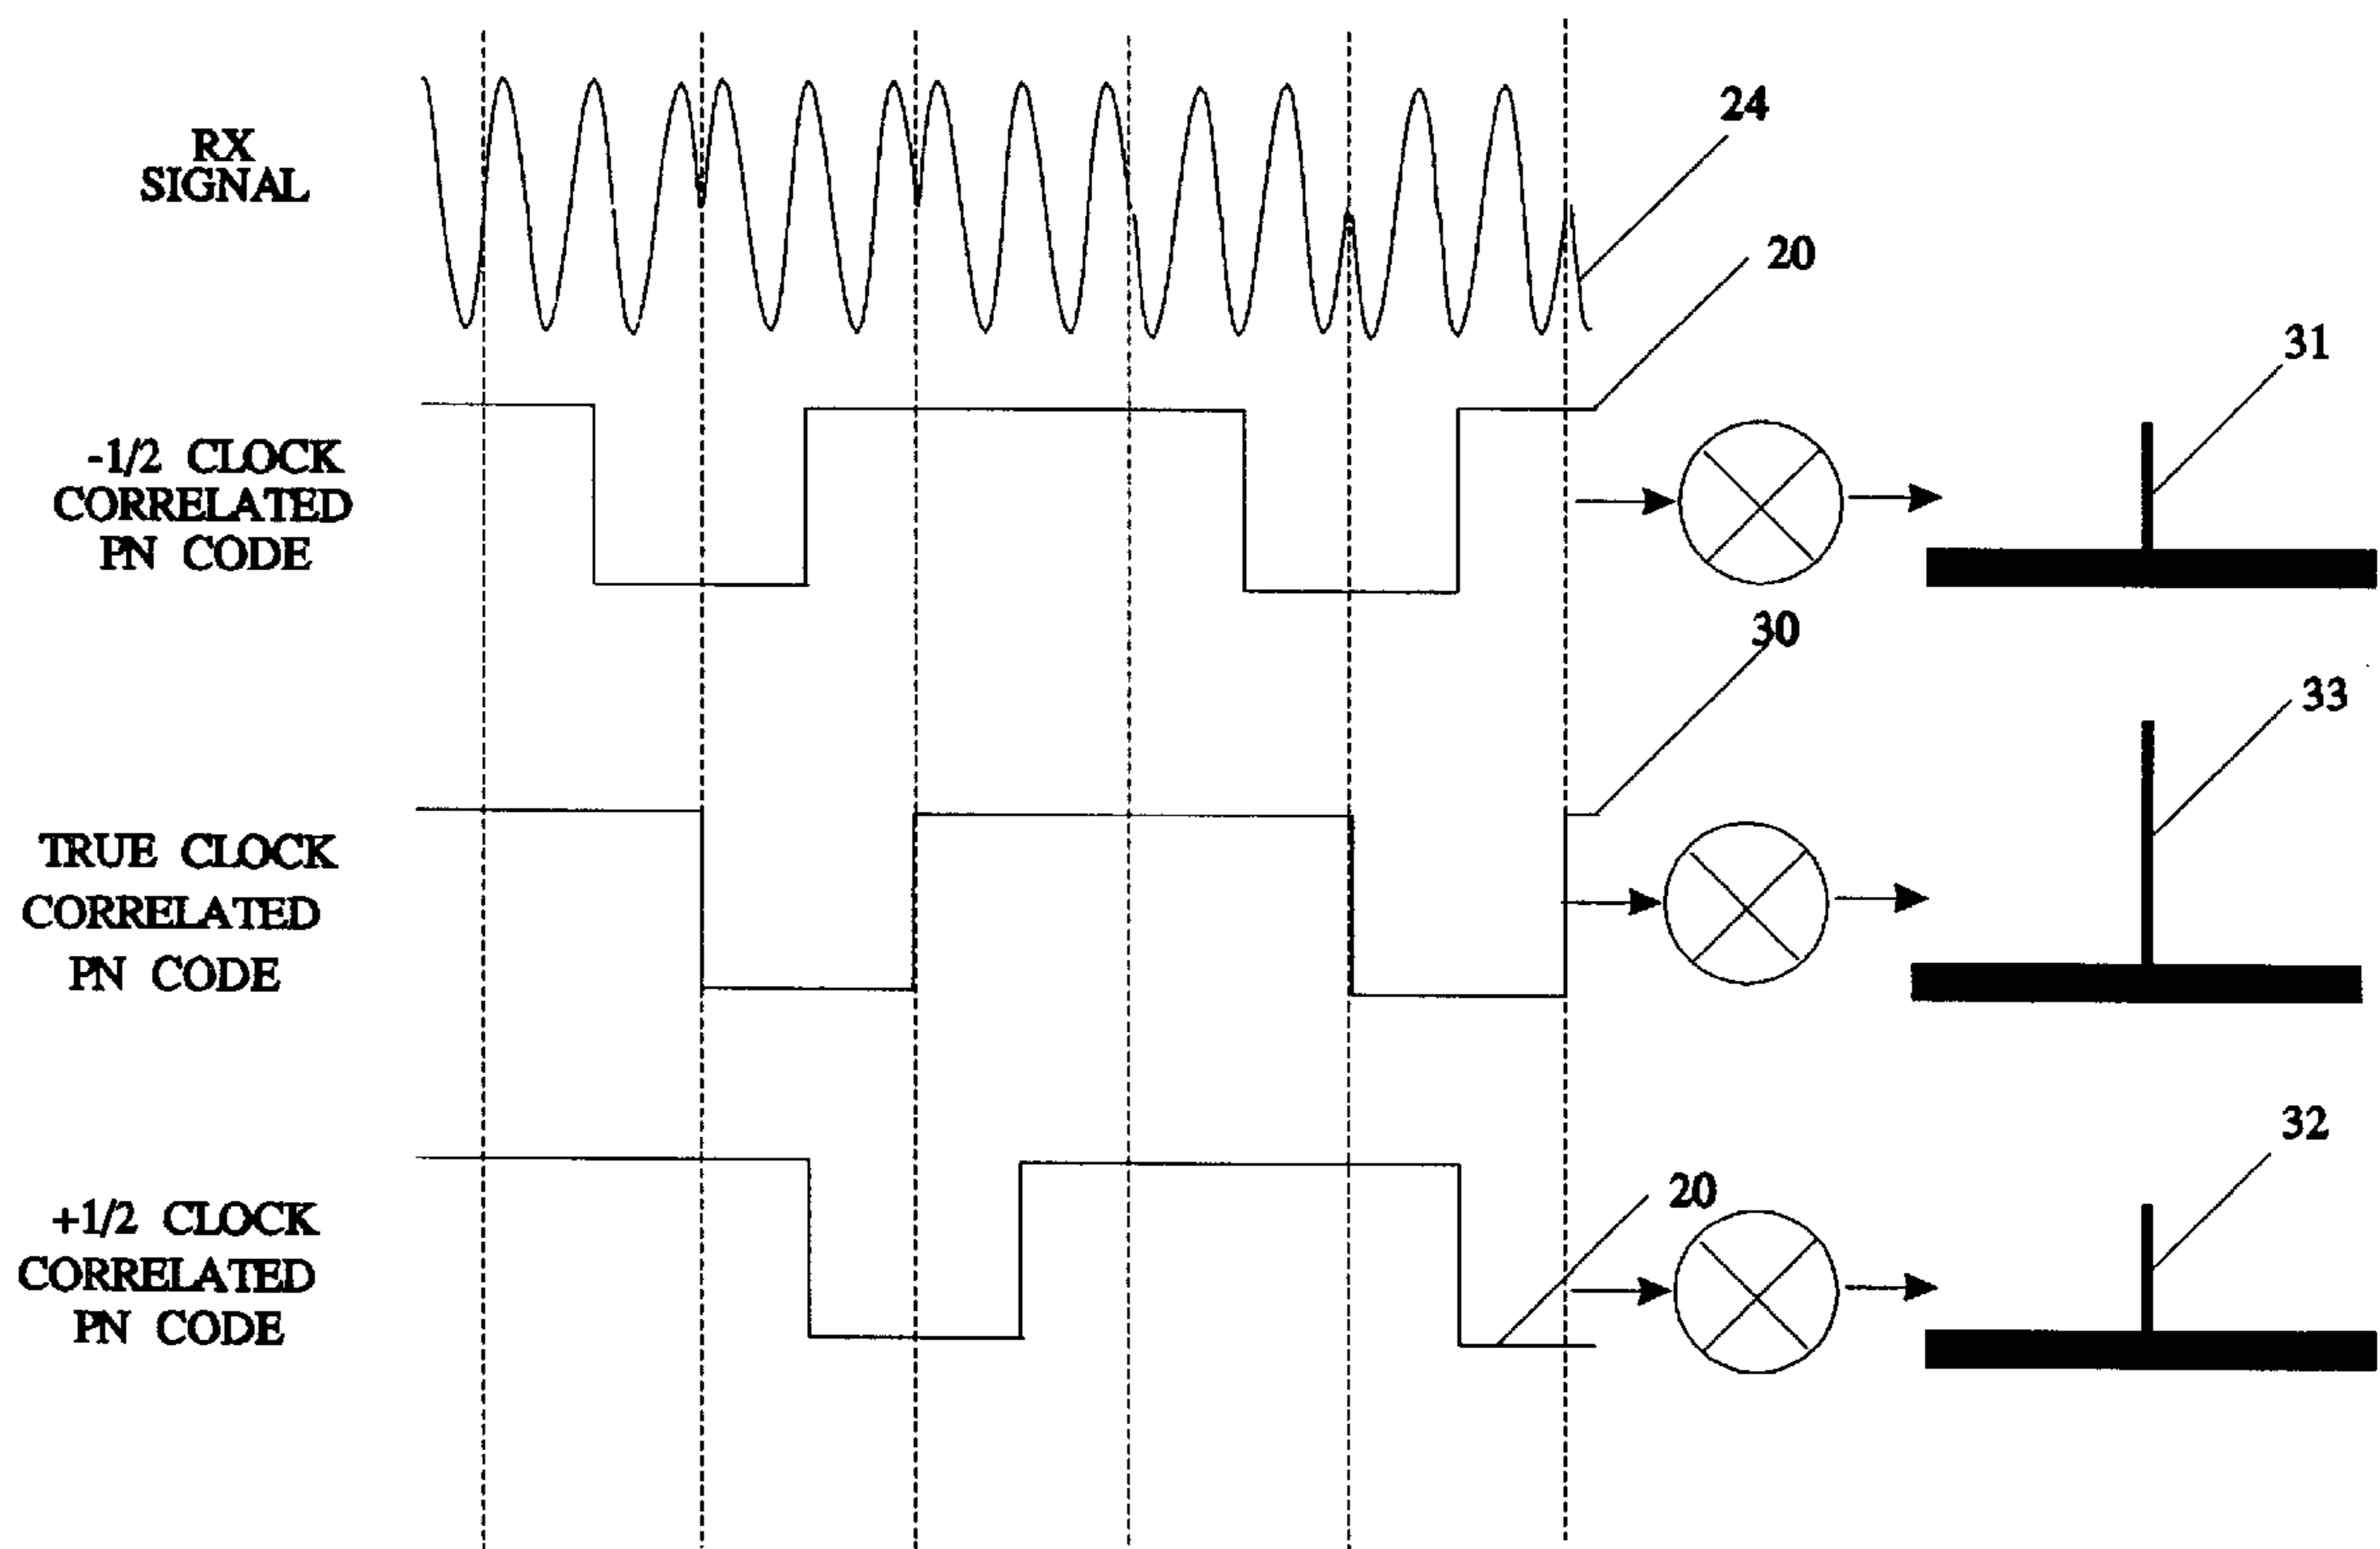 RX
SIGNAL
24
20
31
-1/2 CLOCK
CORRELATED
PN CODE
30
33
TRUE CLOCK
CORRELATED
PN CODE
32
20
+1/2 CLOCK
CORRELATED
PN CODE